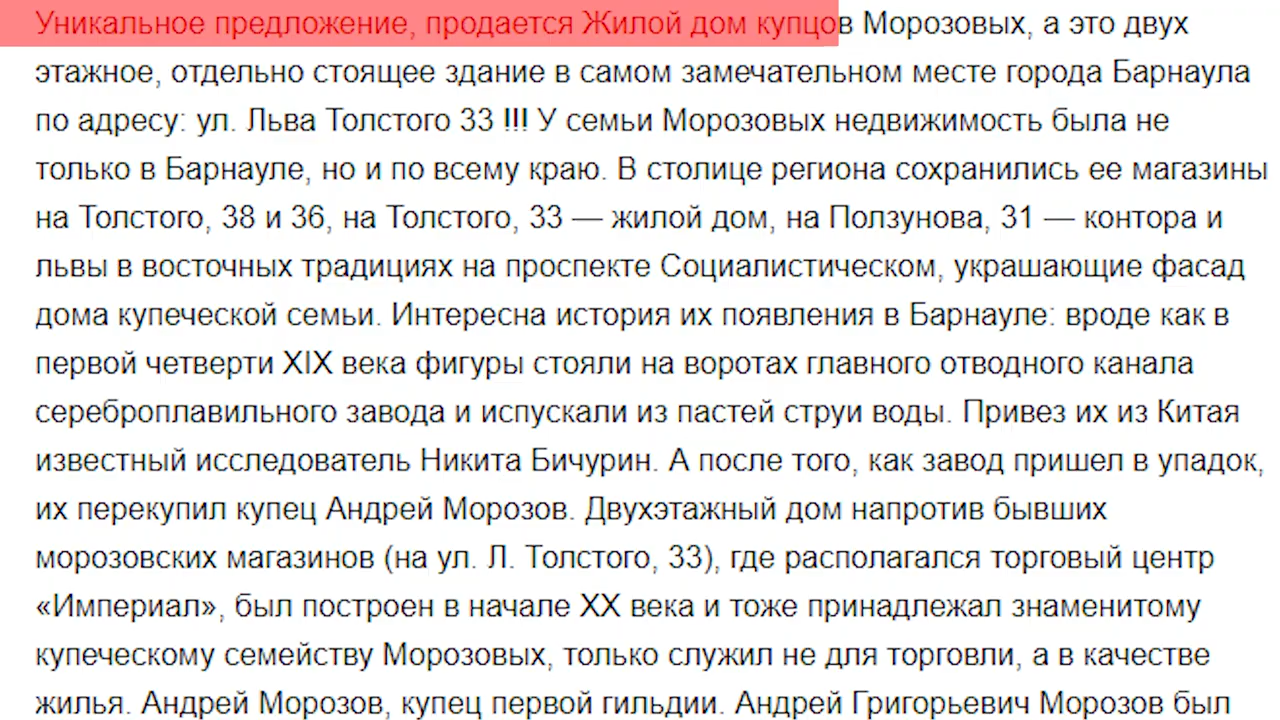 Уникальное предложение, продается Жилой дом купцов Морозовых, а это двух
этажное, отдельно стоящее здание в самом замечательном месте города Барнаула
по адресу: ул. Льва Толстого 33 !!! У семьи Морозовых недвижимость была не
только в Барнауле, но и по всему краю. В столице региона сохранились ее магазины
на Толстого, 38 и 36, на Толстого, 33 — жилой дом, на Ползунова, 31 — контора и
львы в восточных традициях на проспекте Социалистическом, украшающие фасад
дома купеческой семьи. Интересна история их появления в Барнауле: вроде как в
первой четверти XIX века фигуры стояли на воротах главного отводного канала
сереброплавильного завода и испускали из пастей струи воды. Привез их из Китая
известный исследователь Никита Бичурин. А после того, как завод пришел в упадок,
их перекупил купец Андрей Морозов. Двухэтажный дом напротив бывших
морозовских магазинов (на ул. Л. Толстого, 33), где располагался торговый центр
«Империал», был построен в начале XX века и тоже принадлежал знаменитому
купеческому семейству Морозовых, только служил не для торговли, а в качестве
жилья. Андрей Морозов, купец первой гильдии. Андрей Григорьевич Морозов был